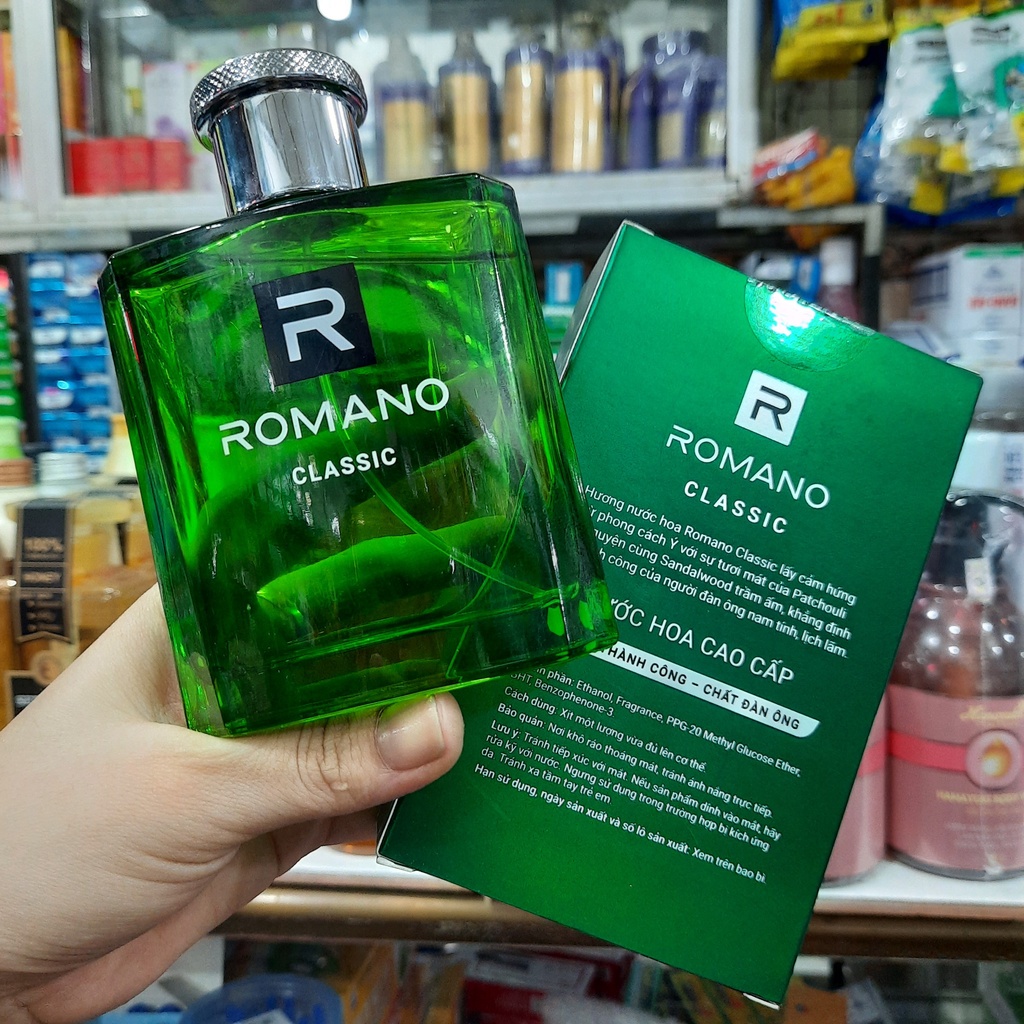 R
ROMANO
CLASSIC
R
ROMANO
CLASSIC
Hương nước hoa Romano Classic lấy cảm hứng
phong cách Ý với sự tươi mát của Patchouli
cùng Sandalwood trầm ấm, khẳng định
công của người đàn ông nam tính, lịch lãm.
HOA CAO CẤP
THÀNH CÔNG – CHẤT ĐÀN ÔNG
phần: Ethanol, Fragrance, PPG-20 Methyl Glucose Ether,
BHT, Benzophenone-3
Cách dùng: Xịt một lượng vừa đủ lên cơ thể.
Bảo quản: Nơi khô ráo thoáng mát, tránh ánh nắng trực tiếp.
Lưu ý: Tránh tiếp xúc với mắt. Nếu sản phẩm dính vào mắt, hãy
rửa kỹ với nước. Ngưng sử dụng trong trường hợp bị kích ứng
da. Tránh xa tầm tay trẻ em.
Hạn sử dụng, ngày sản xuất và số lô sản xuất: Xem trên bao bì.
100%
HONEY